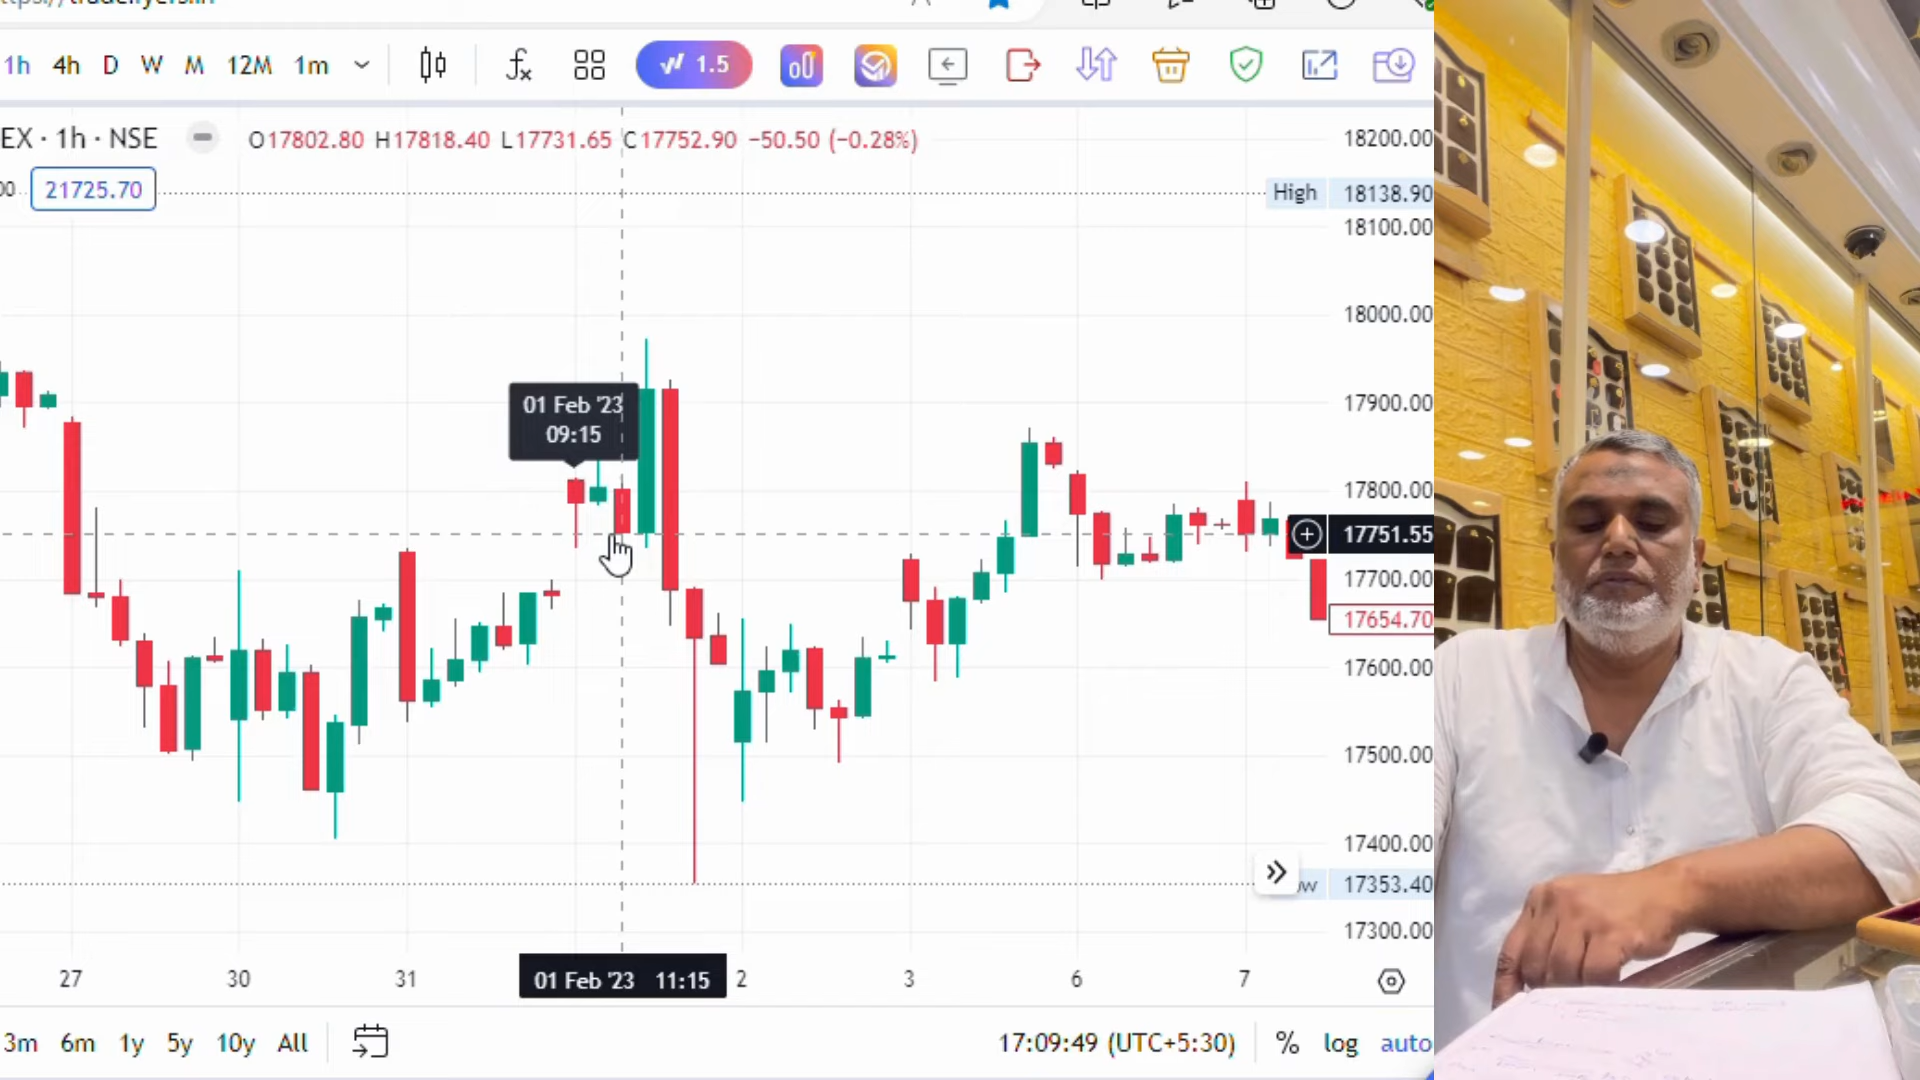 1h 4h D W M 12M 1m 1.5
EX · 1h · NSE O17802.80 H17818.40 L17731.65 C17752.90 −50.50 (−0.28%)
21725.70
18200.00
High 18138.90
18100.00
18000.00
17900.00
17800.00
17751.55
17700.00
17654.70
17600.00
17500.00
17400.00
17353.40
17300.00
01 Feb '23
09:15
27 30 31 01 Feb '23 11:15 2 3 6 7
3m 6m 1y 5y 10y All 17:09:49 (UTC+5:30) % log auto